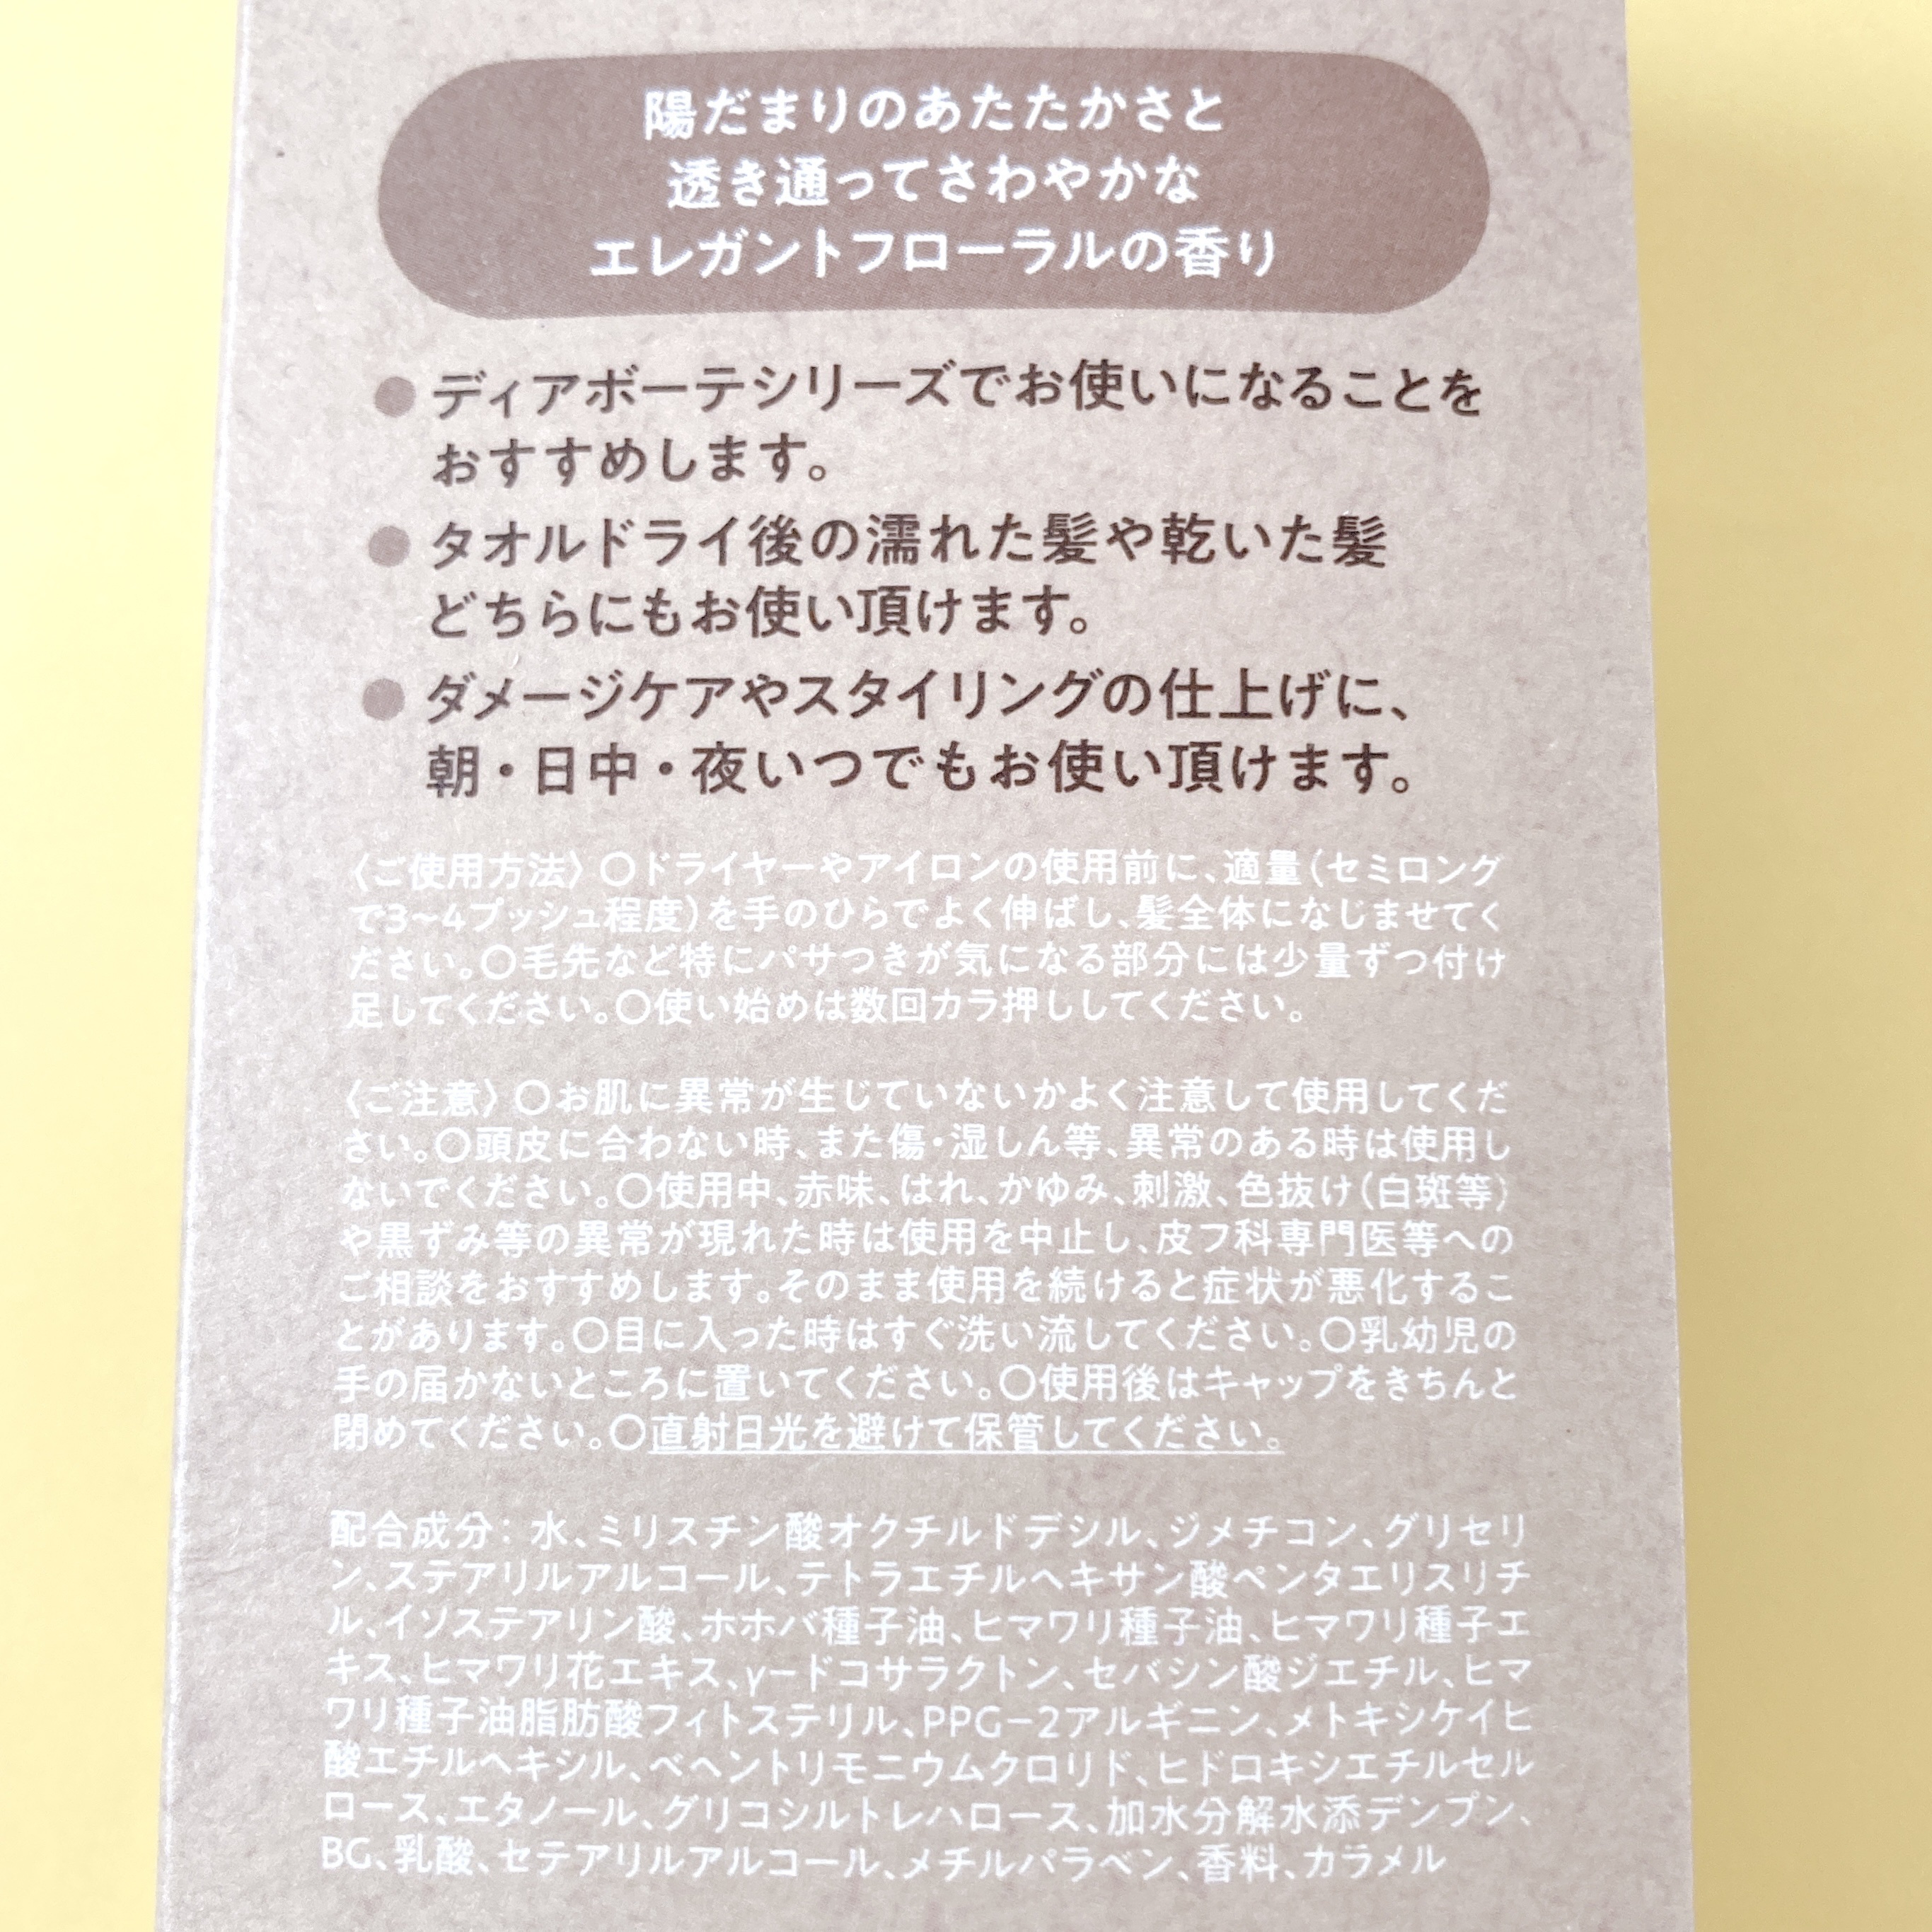 陽だまりのあたたかさと
透き通ってさわやかな
エレガントフローラルの香り
●ディアボーテシリーズでお使いになることを
おすすめします。
●タオルドライ後の濡れた髪や乾いた髪
どちらにもお使い頂けます。
●ダメージケアやスタイリングの仕上げに、
朝・日中・夜いつでもお使い頂けます。
〈ご使用方法〉○ドライヤーやアイロンの使用前に、適量(セミロング
で3~4プッシュ程度)を手のひらでよく伸ばし、髪全体になじませてく
ださい。○毛先など特にパサつきが気になる部分には少量ずつ付け
足してください。○使い始めは数回カラ押ししてください。
〈ご注意〉○お肌に異常が生じていないかよく注意して使用してくだ
さい。○頭皮に合わない時、また傷・湿しん等、異常のある時は使用し
ないでください。○使用中、赤味、はれ、かゆみ、刺激、色抜け(白斑等)
や黒ずみ等の異常が現れた時は使用を中止し、皮フ科専門医等への
ご相談をおすすめします。そのまま使用を続けると症状が悪化するこ
とがあります。○目に入った時はすぐ洗い流してください。○乳幼児の
手の届かないところに置いてください。○使用後はキャップをきちんと
閉めてください。○直射日光を避けて保管してください。
配合成分：水、ミリスチン酸オクチルドデシル、ジメチコン、グリセリ
ン、ステアリルアルコール、テトラエチルヘキサン酸ペンタエリスリチ
ル、イソステアリン酸、ホホバ種子油、ヒマワリ種子油、ヒマワリ種子エ
キス、ヒマワリ花エキス、γードコサラクトン、セバシン酸ジエチル、ヒマ
ワリ種子油脂肪酸フィトステリル、PPG−2アルギニン、メトキシケイヒ
酸エチルヘキシル、ベヘントリモニウムクロリド、ヒドロキシエチルセル
ロース、エタノール、グリコシルトレハロース、加水分解水添デンプン、
BG、乳酸、セテアリルアルコール、メチルパラベン、香料、カラメル